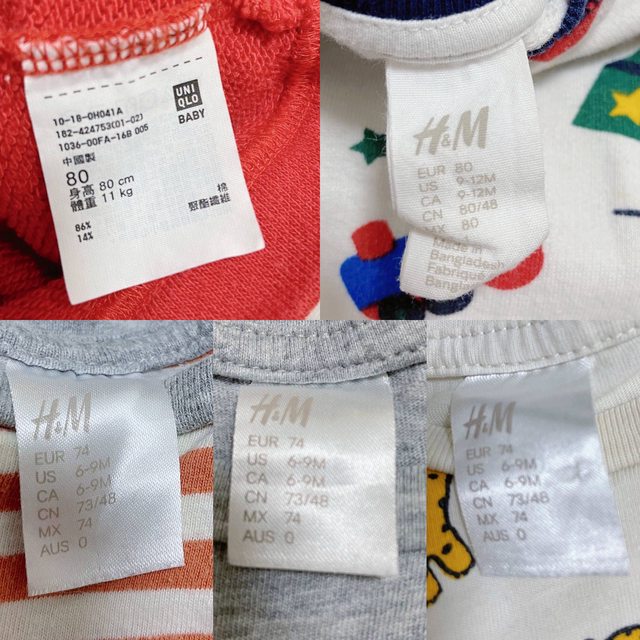 10-18-0H041A
182-424753(01-02)
1036-00FA-16B 005
中國製
80
身高 80 cm
體重 11 kg
86% 棉
14% 聚酯纖維
UNI
QLO
BABY
H&M
EUR 80
US 9-12M
CA 9-12M
CN 80/48
MX 80
Made in
Bangladesh
Fabriqué
Bangla
H&M
EUR 74
US 6-9M
CA 6-9M
CN 73/48
MX 74
AUS 0
H&M
EUR 74
US 6-9M
CA 6-9M
CN 73/48
MX 74
AUS 0
H&M
EUR 74
US 6-9M
CA 6-9M
CN 73/48
MX 74
AUS 0